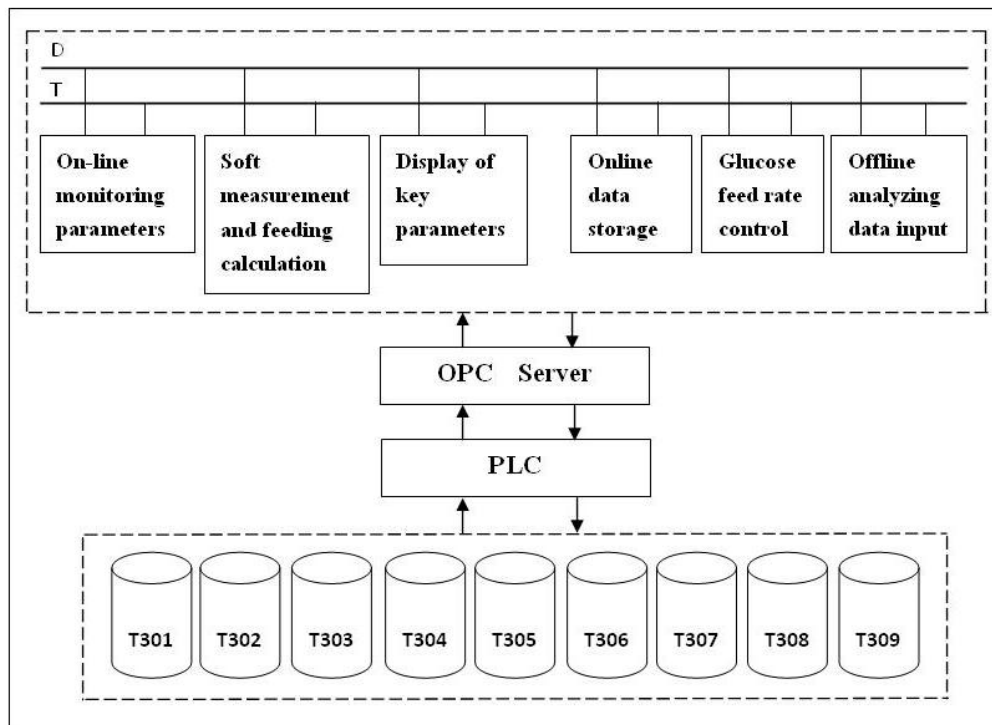 D
T
On-line
monitoring
parameters
Soft
measurement
and feeding
calculation
Display of
key
parameters
Online
data
storage
Glucose
feed rate
control
Offline
analyzing
data input
OPC Server
PLC
T301 T302 T303 T304 T305 T306 T307 T308 T309